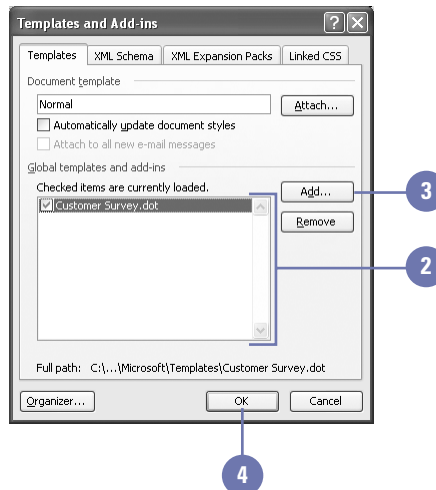 Templates and Add-ins
Templates XML Schema XML Expansion Packs Linked CSS
Document template
Normal Attach...
Automatically update document styles
Attach to all new e-mail messages
Global templates and add-ins
Checked items are currently loaded.
Add... 3
Customer Survey.dot
Remove
2
Full path: C:\...\Microsoft\Templates\Customer Survey.dot
Organizer... OK Cancel
4